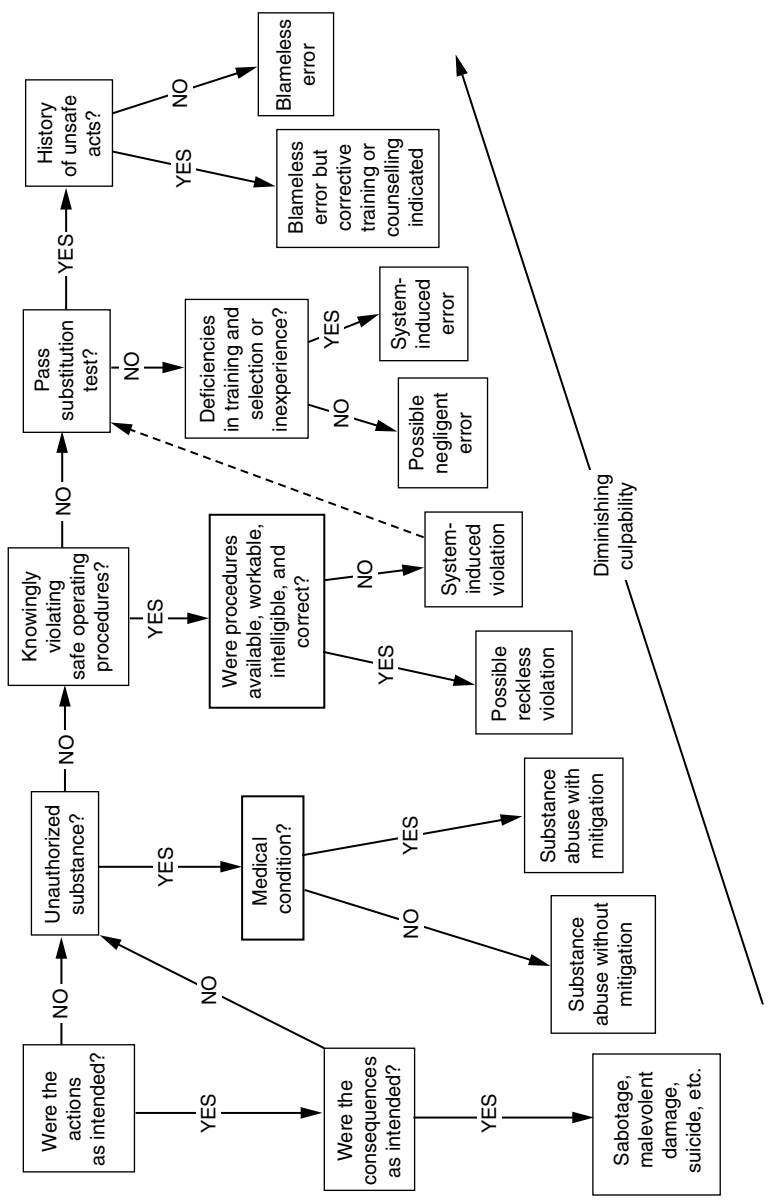 Were the
actions
as intended?
NO
YES
Were the
consequences
as intended?
NO
YES
Sabotage,
malevolent
damage,
suicide, etc.
Unauthorized
substance?
NO
YES
Medical
condition?
NO
YES
Substance
abuse without
mitigation
Substance
abuse with
mitigation
Knowingly
violating
safe operating
procedures?
NO
YES
Were procedures
available, workable,
intelligible, and
correct?
YES
NO
Possible
reckless
violation
System-
induced
violation
Pass
substitution
test?
YES
NO
Deficiencies
in training and
selection or
inexperience?
NO
YES
Possible
negligent
error
System-
induced
error
History
of unsafe
acts?
YES
NO
Blameless
error but
corrective
training or
counselling
indicated
Blameless
error
Diminishing
culpability